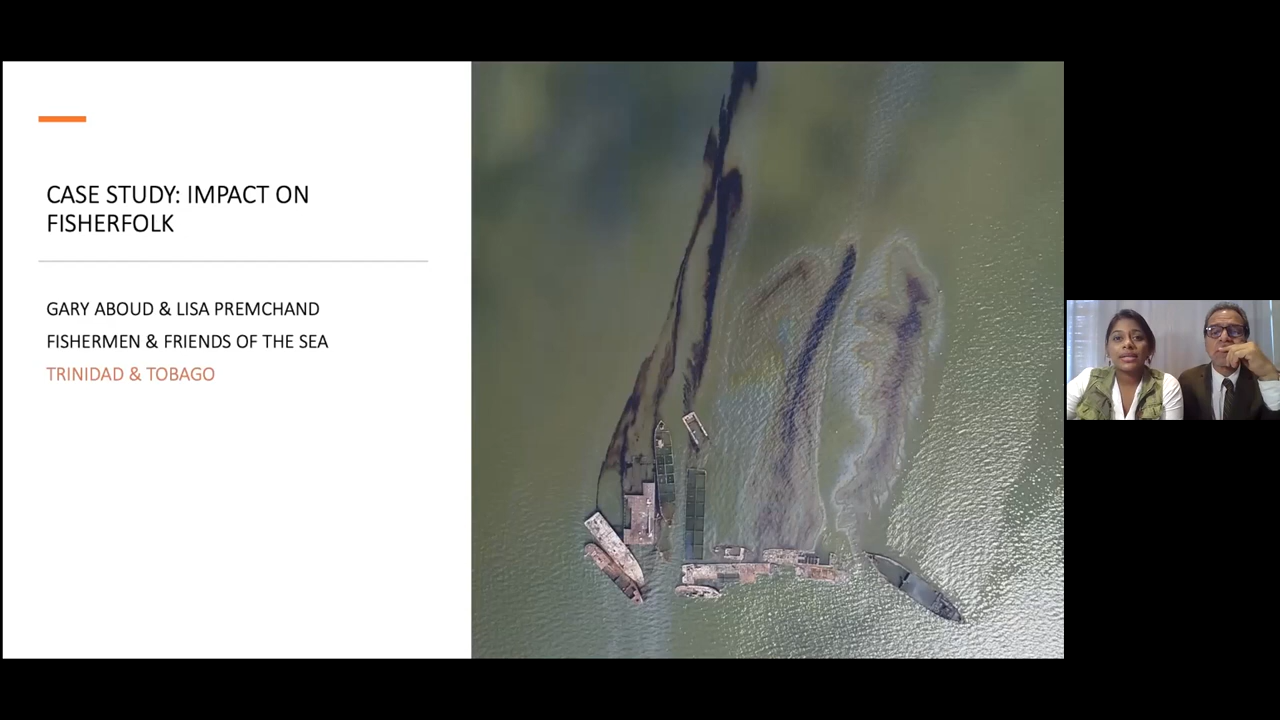 CASE STUDY: IMPACT ON
FISHERFOLK
GARY ABOUD & LISA PREMCHAND
FISHERMEN & FRIENDS OF THE SEA
TRINIDAD & TOBAGO